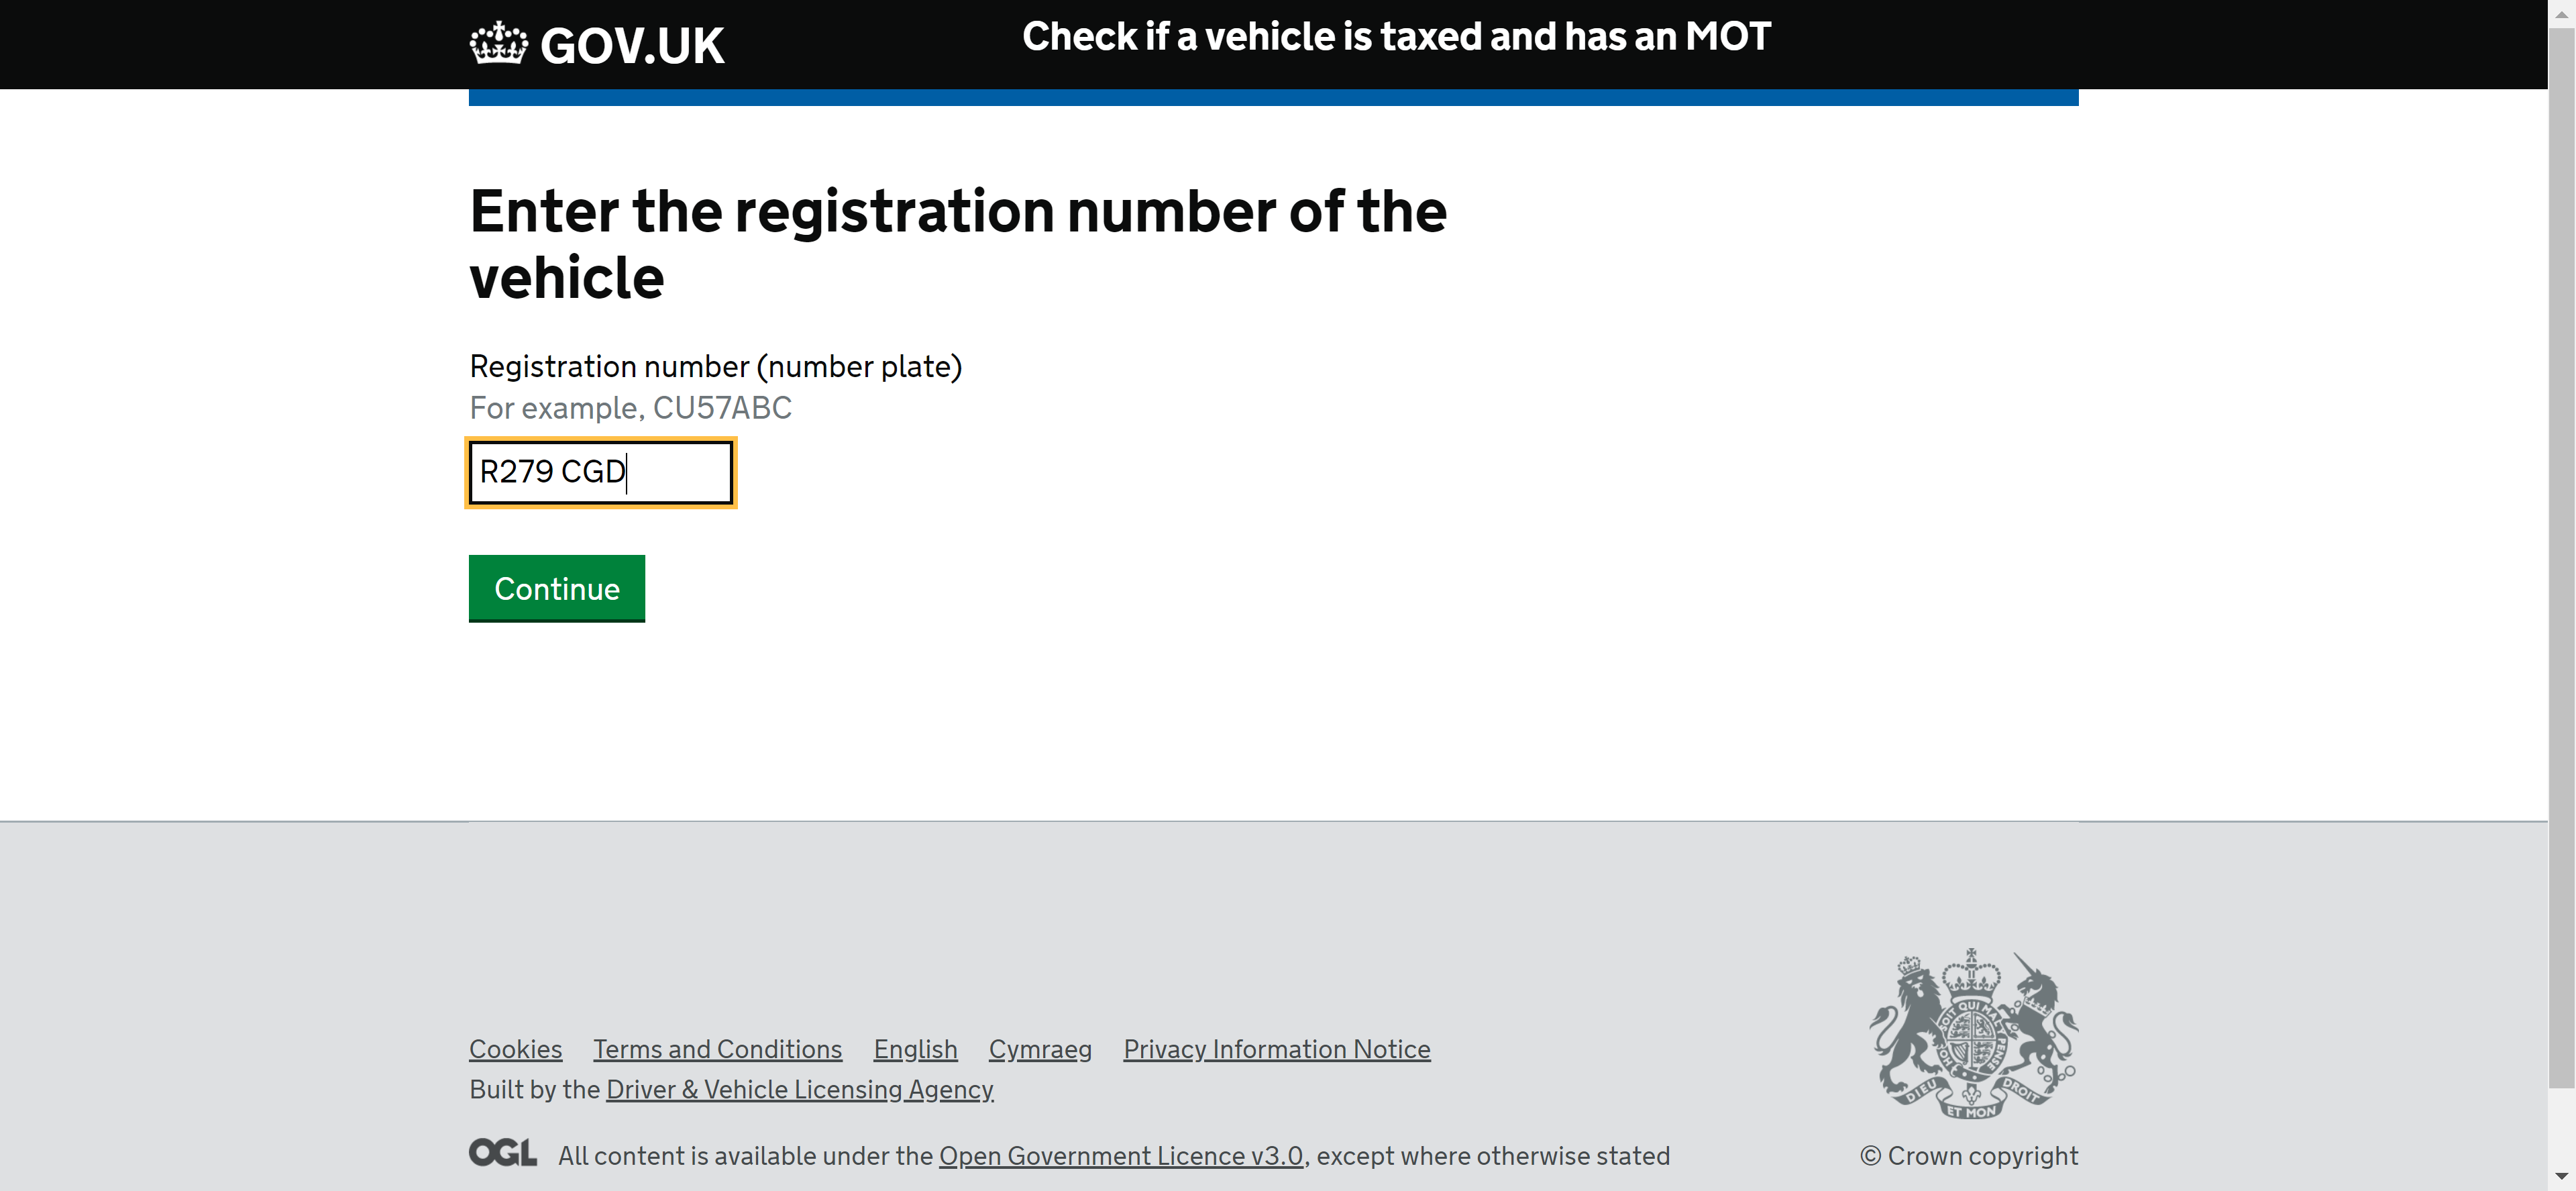 GOV.UK
Check if a vehicle is taxed and has an MOT
Enter the registration number of the
vehicle
Registration number (number plate)
For example, CU57ABC
R279 CGD
Continue
Cookies Terms and Conditions English Cymraeg Privacy Information Notice
Built by the Driver & Vehicle Licensing Agency
OGL All content is available under the Open Government Licence v3.0, except where otherwise stated
DIEU ET MON DROIT
© Crown copyright